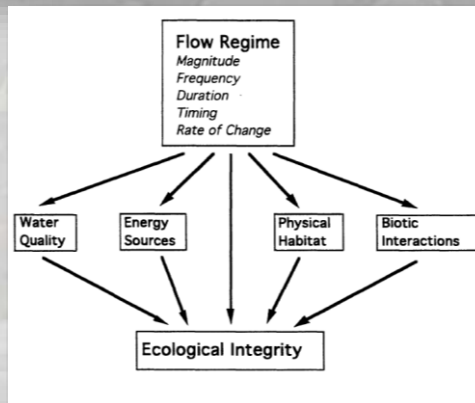 Flow Regime
Magnitude
Frequency
Duration
Timing
Rate of Change
Water
Quality
Energy
Sources
Physical
Habitat
Biotic
Interactions
Ecological Integrity